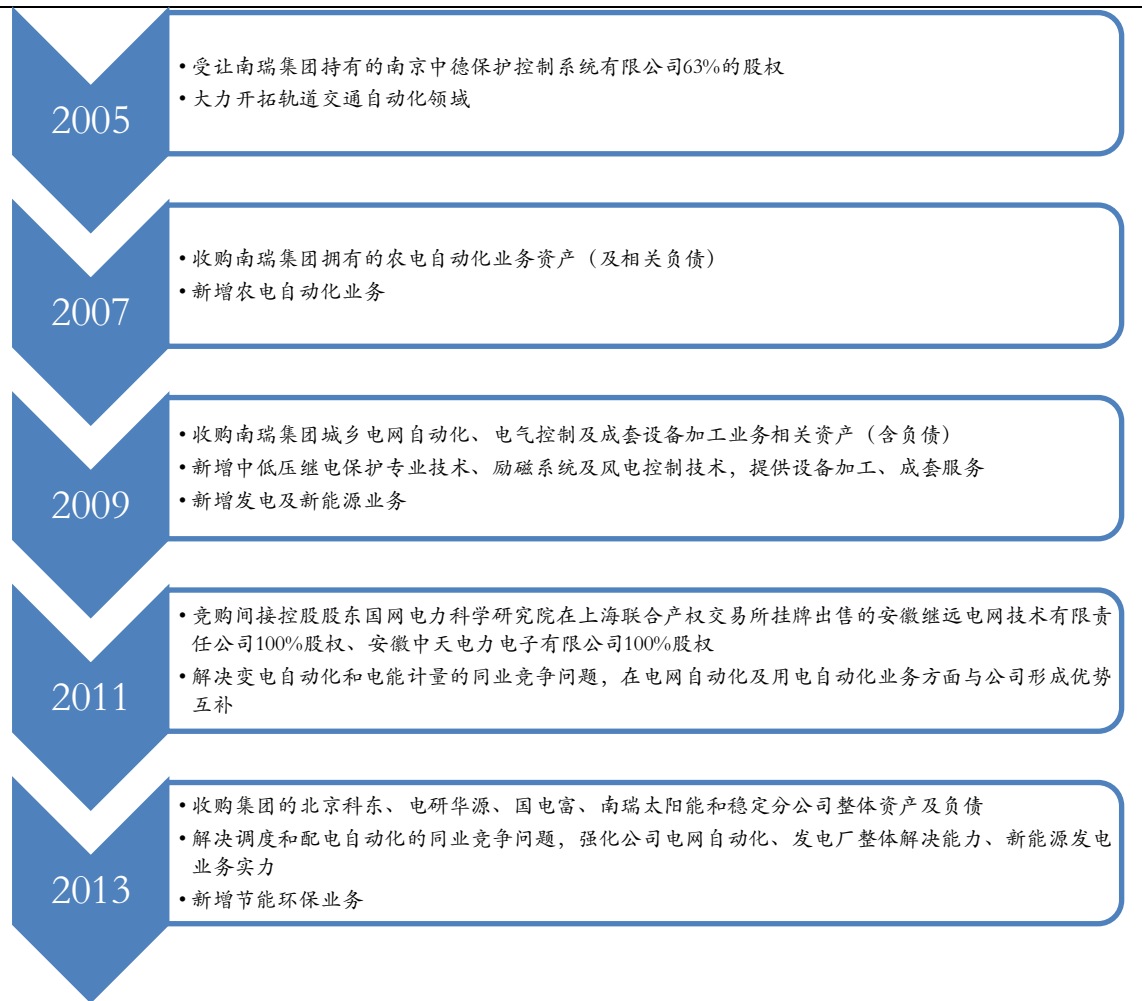 2005
•受让南瑞集团持有的南京中德保护控制系统有限公司63%的股权
•大力开拓轨道交通自动化领域
2007
•收购南瑞集团拥有的农电自动化业务资产（及相关负债）
•新增农电自动化业务
2009
•收购南瑞集团城乡电网自动化、电气控制及成套设备加工业务相关资产（含负债）
•新增中低压继电保护专业技术、励磁系统及风电控制技术，提供设备加工、成套服务
•新增发电及新能源业务
2011
•竞购间接控股股东国网电力科学研究院在上海联合产权交易所挂牌出售的安徽继远电网技术有限责
任公司100%股权、安徽中天电力电子有限公司100%股权
•解决变电自动化和电能计量的同业竞争问题，在电网自动化及用电自动化业务方面与公司形成优势
互补
2013
•收购集团的北京科东、电研华源、国电富、南瑞太阳能和稳定分公司整体资产及负债
•解决调度和配电自动化的同业竞争问题，强化公司电网自动化、发电厂整体解决能力、新能源发电
业务实力
•新增节能环保业务